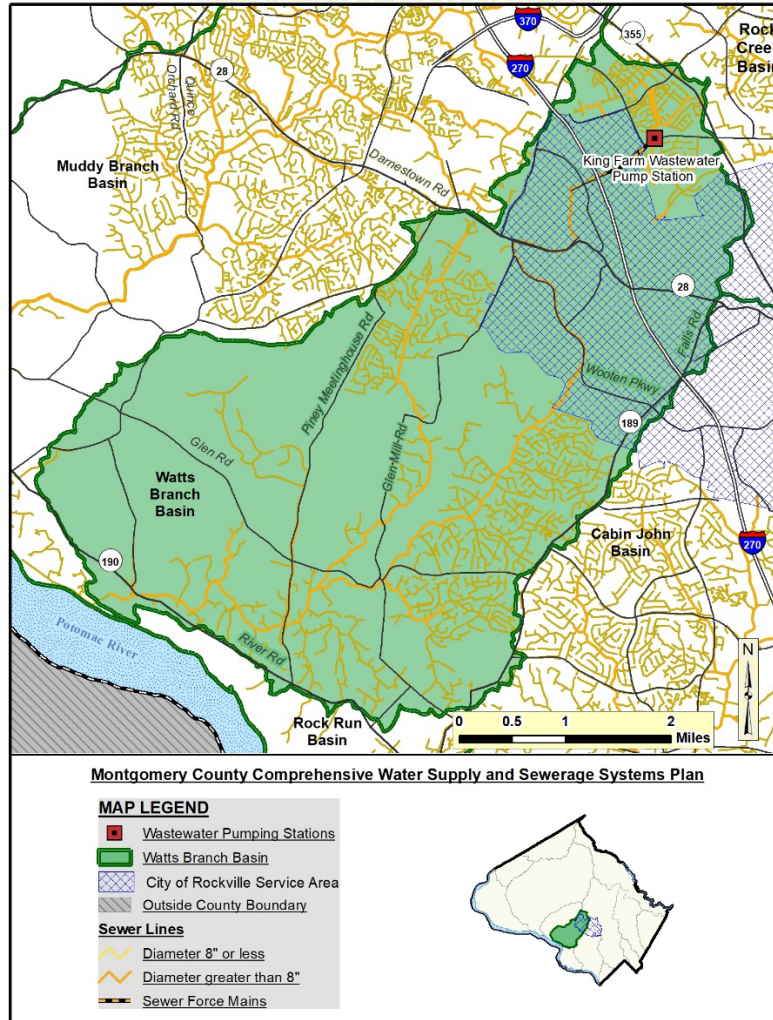 370
355
Rock
Creek
Basin
270
28
Quince
Orchard Rd
Muddy Branch
Basin
Darnestown Rd
King Farm Wastewater
Pump Station
28
Piney Meetinghouse Rd
Falls Rd
Wooten Pkwy
189
Glen Mill Rd
Glen Rd
Watts
Branch
Basin
Cabin John
Basin
270
190
Potomac River
River Rd
N
Rock Run
Basin
0 0.5 1 2
Miles
Montgomery County Comprehensive Water Supply and Sewerage Systems Plan
MAP LEGEND
Wastewater Pumping Stations
Watts Branch Basin
City of Rockville Service Area
Outside County Boundary
Sewer Lines
Diameter 8" or less
Diameter greater than 8"
Sewer Force Mains